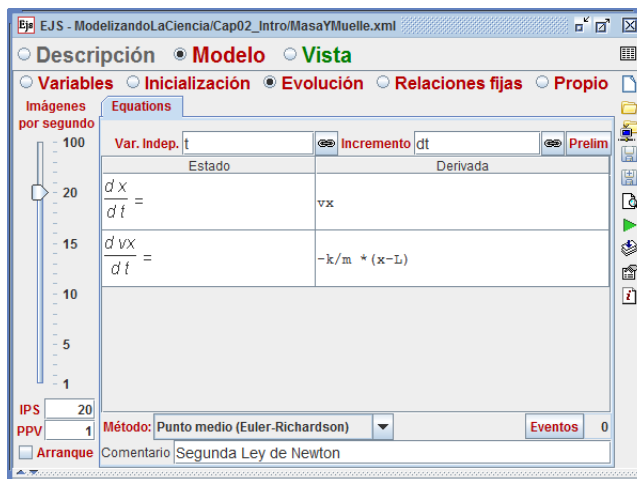 Ejs EJS - ModelizandoLaCiencia/Cap02_Intro/MasaYMuelle.xml
Descripción Modelo Vista
Variables Inicialización Evolución Relaciones fijas Propio
Imágenes por segundo
100
20
15
10
5
1
IPS 20
PPV 1
Arranque
Equations
Var. Indep. t Incremento dt Prelim
Estado Derivada
d x
d t
= vx
d vx
d t
= -k/m *(x-L)
Método: Punto medio (Euler-Richardson) Eventos 0
Comentario Segunda Ley de Newton